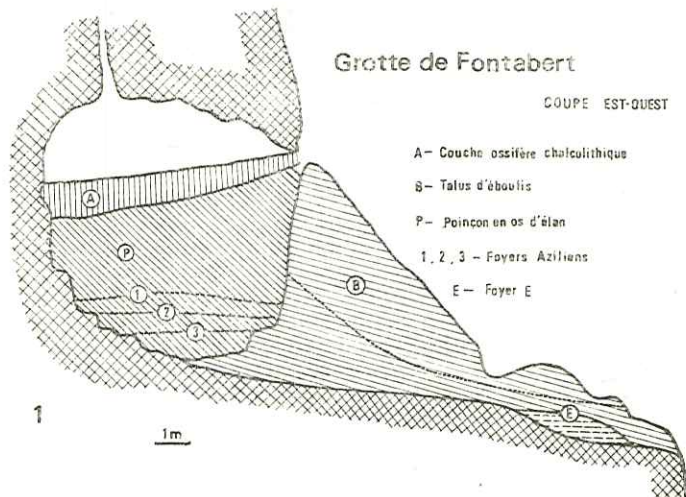 Grotte de Fontabert
COUPE EST-OUEST
A- Couche ossifère chalculithique
B- Talus d'éboulis
P- Poinçon en os d'élan
1, 2, 3 - Foyers Aziliens
E- Foyer E
A
P
B
1
2
3
E
1
1m